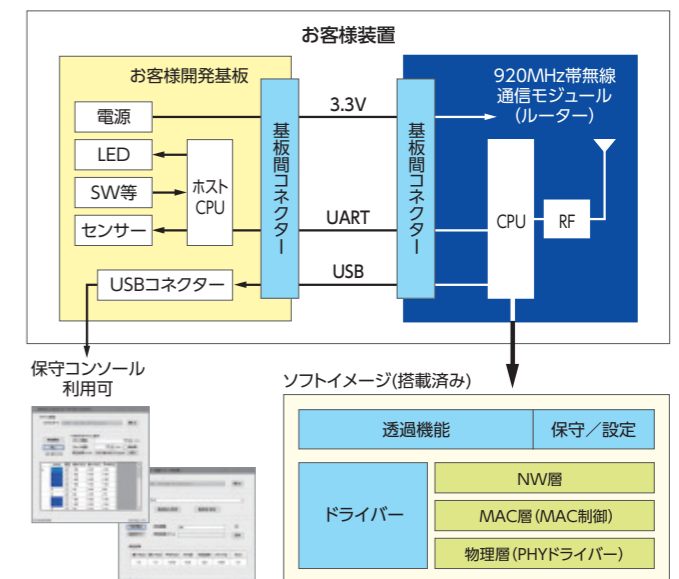 お客様装置
お客様開発基板
電源
LED
SW等
センサー
ホスト
CPU
USBコネクター
基板間コネクター
3.3V
UART
USB
基板間コネクター
920MHz帯無線
通信モジュール
(ルーター)
CPU
RF
保守コンソール
利用可
ソフトイメージ(搭載済み)
透過機能
保守／設定
ドライバー
NW層
MAC層(MAC制御)
物理層(PHYドライバー)